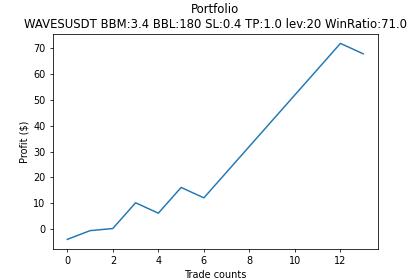 Portfolio
WAVESUSDT BBM:3.4 BBL:180 SL:0.4 TP:1.0 lev:20 WinRatio:71.0
70
60
50
40
30
20
10
0
Profit ($)
0 2 4 6 8 10 12
Trade counts